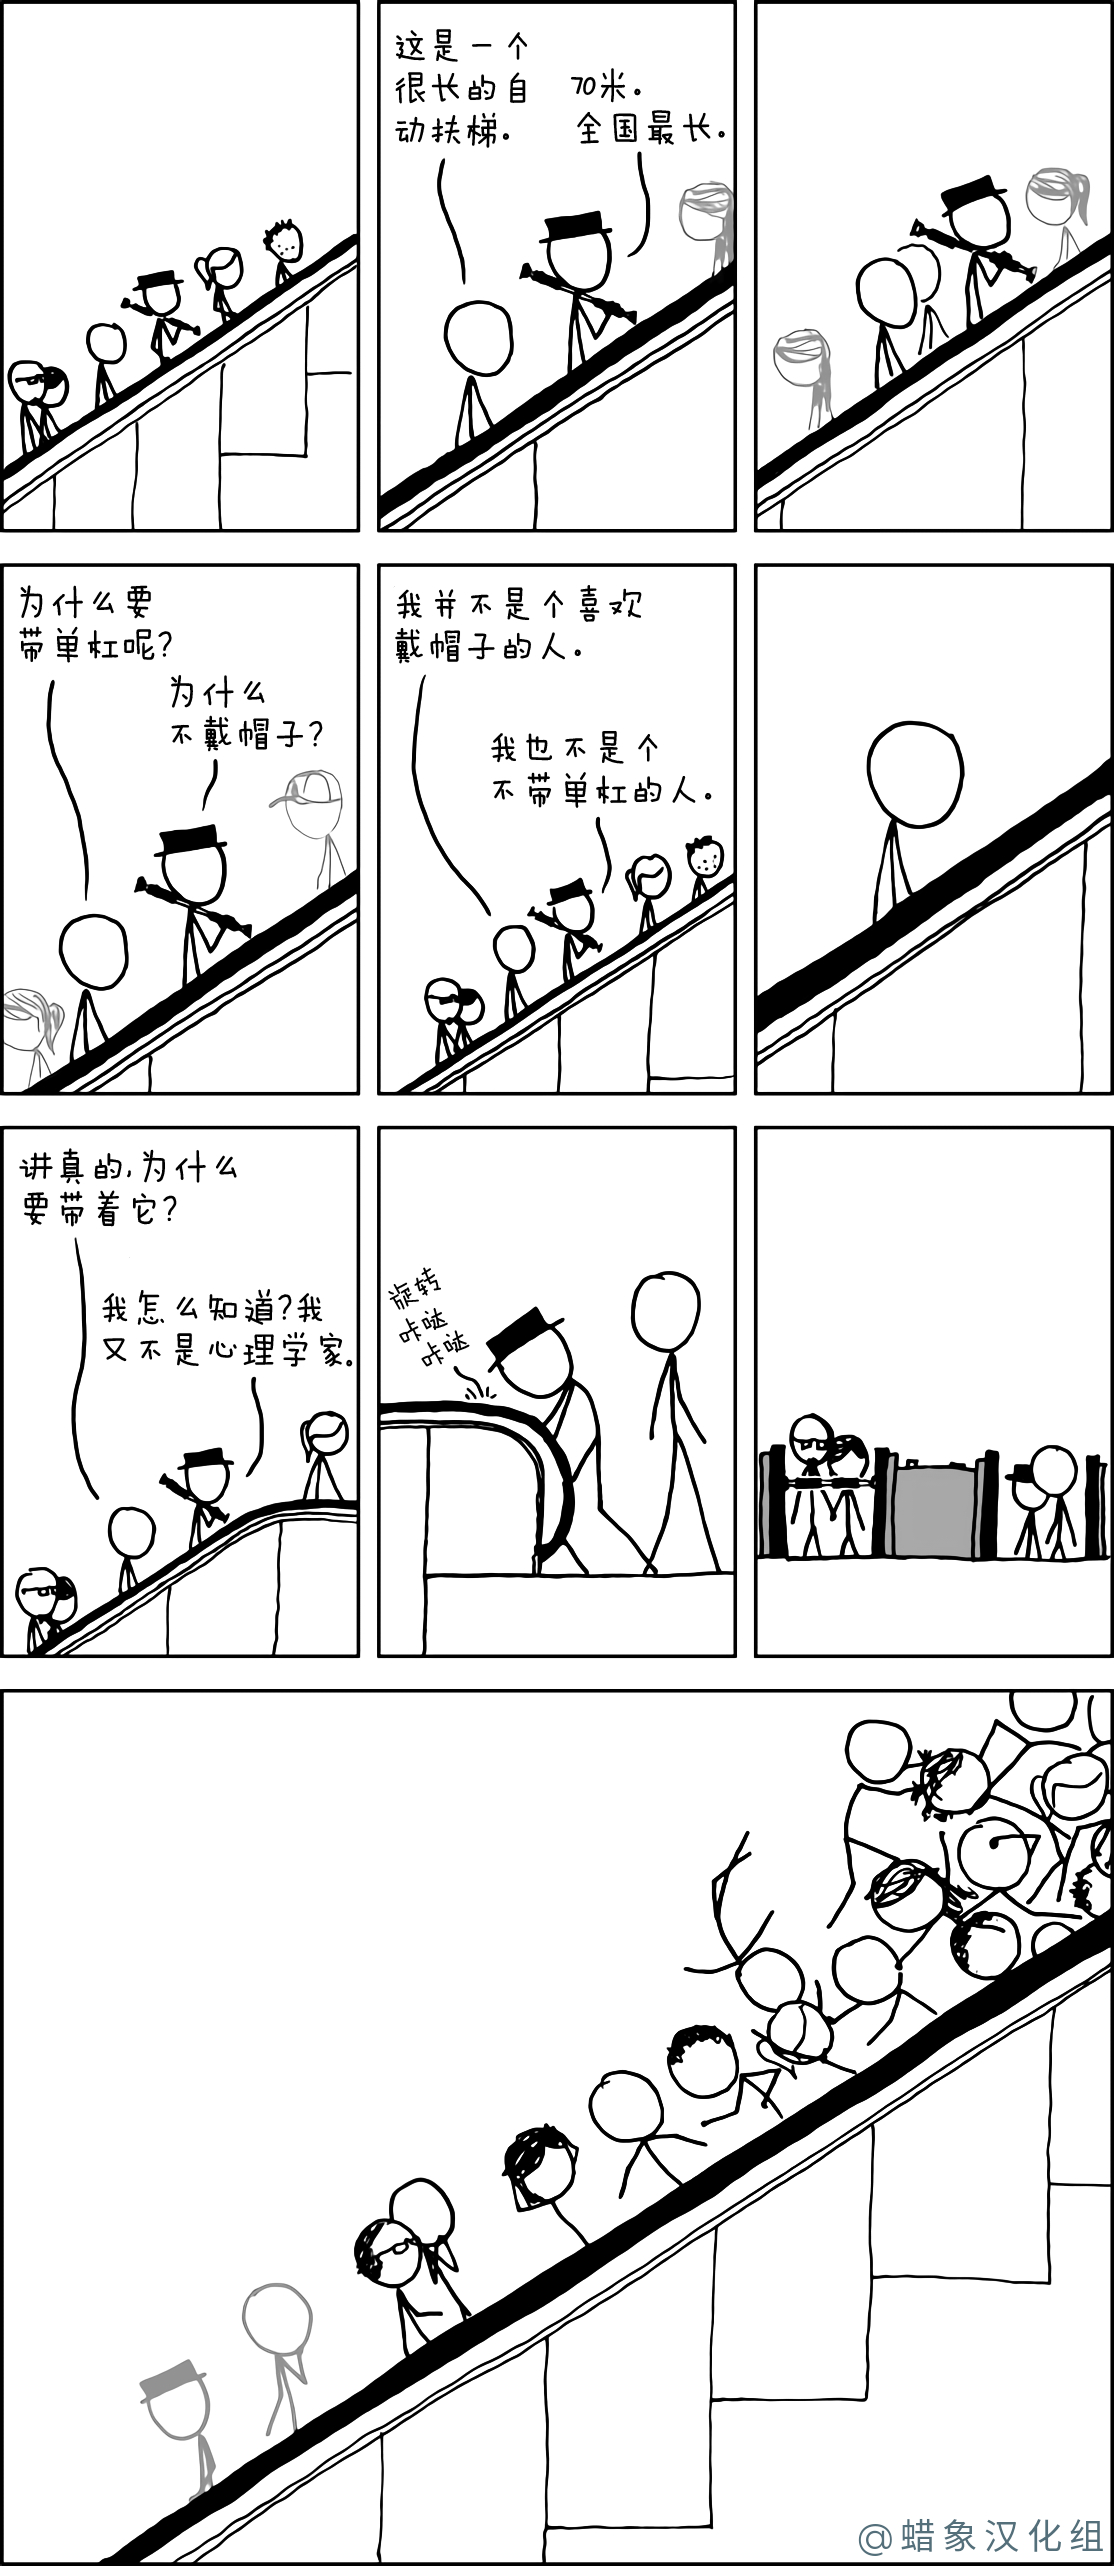 这是一个
很长的自
动扶梯。
70米。
全国最长。
为什么要
带单杠呢?
为什么
不戴帽子?
我并不是个喜欢
戴帽子的人。
我也不是个
不带单杠的人。
讲真的,为什么
要带着它?
我怎么知道?我
又不是心理学家。
旋转
咔哒
咔哒
@蜡象汉化组